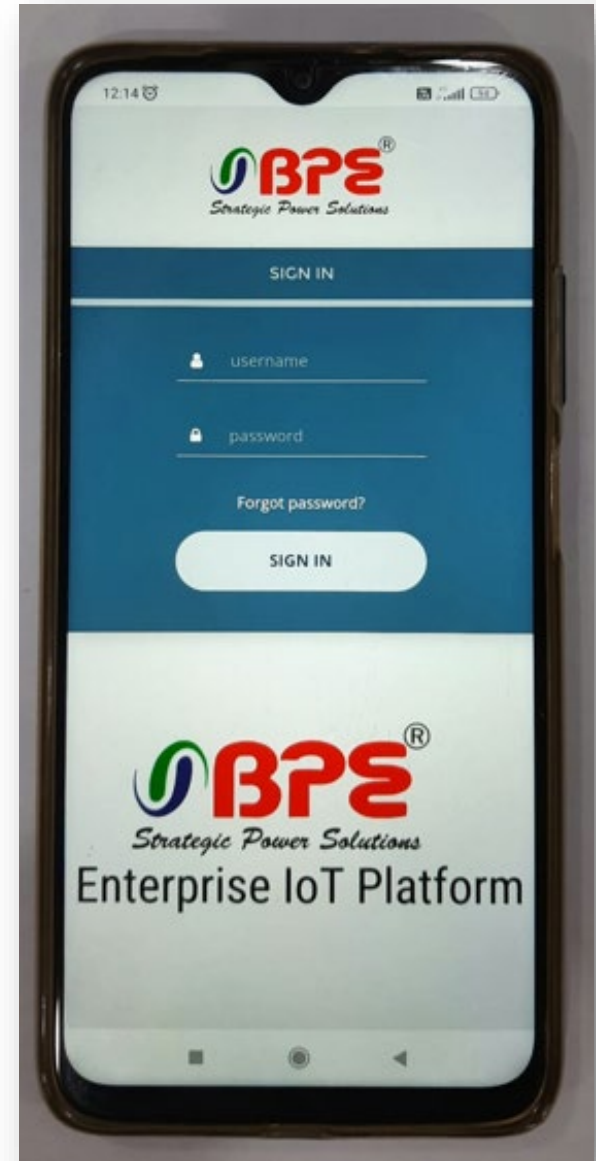 12:14
BPE®
Strategic Power Solutions
SIGN IN
username
password
Forgot password?
SIGN IN
BPE®
Strategic Power Solutions
Enterprise IoT Platform